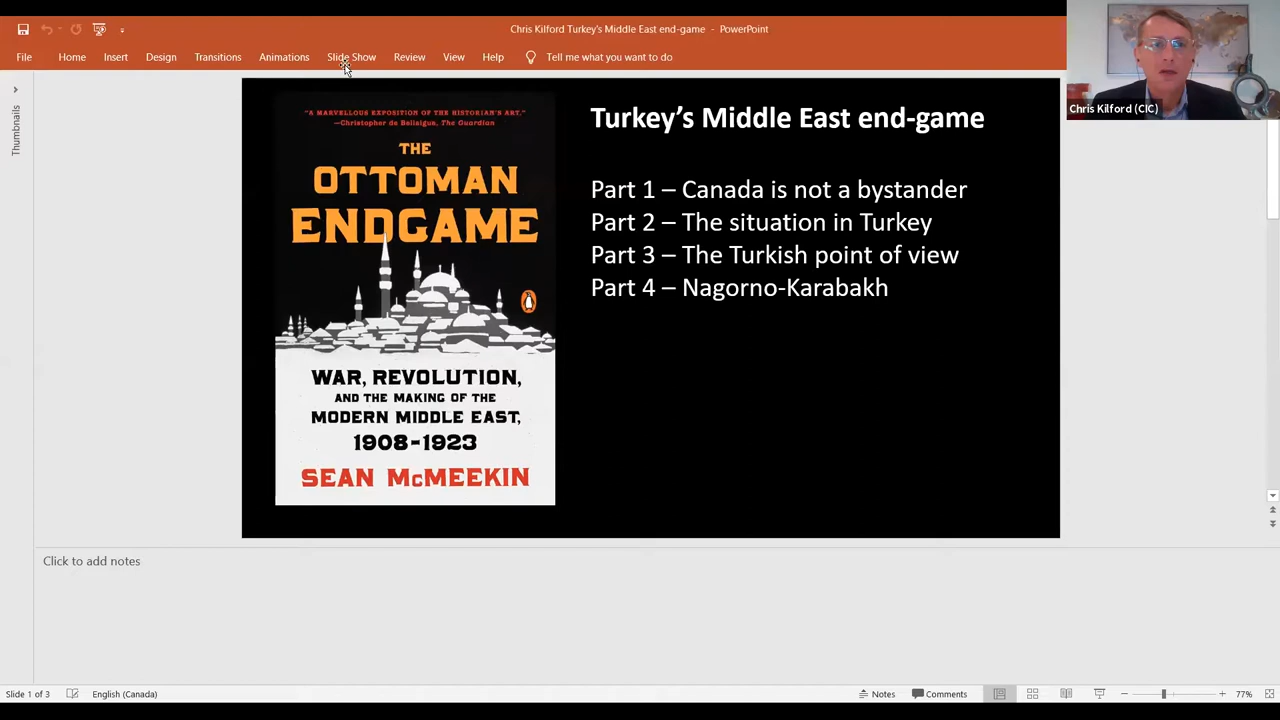 Chris Kilford Turkey's Middle East end-game - PowerPoint
File Home Insert Design Transitions Animations Slide Show Review View Help Tell me what you want to do
Chris Kilford (CIC)
Thumbnails
"A MARVELLOUS EXPOSITION OF THE HISTORIAN'S ART."
—Christopher de Bellaigue, The Guardian
THE
OTTOMAN
ENDGAME
WAR, REVOLUTION,
AND THE MAKING OF THE
MODERN MIDDLE EAST,
1908-1923
SEAN McMEEKIN
Turkey's Middle East end-game
Part 1 – Canada is not a bystander
Part 2 – The situation in Turkey
Part 3 – The Turkish point of view
Part 4 – Nagorno-Karabakh
Click to add notes
Slide 1 of 3 English (Canada) Notes Comments 77%